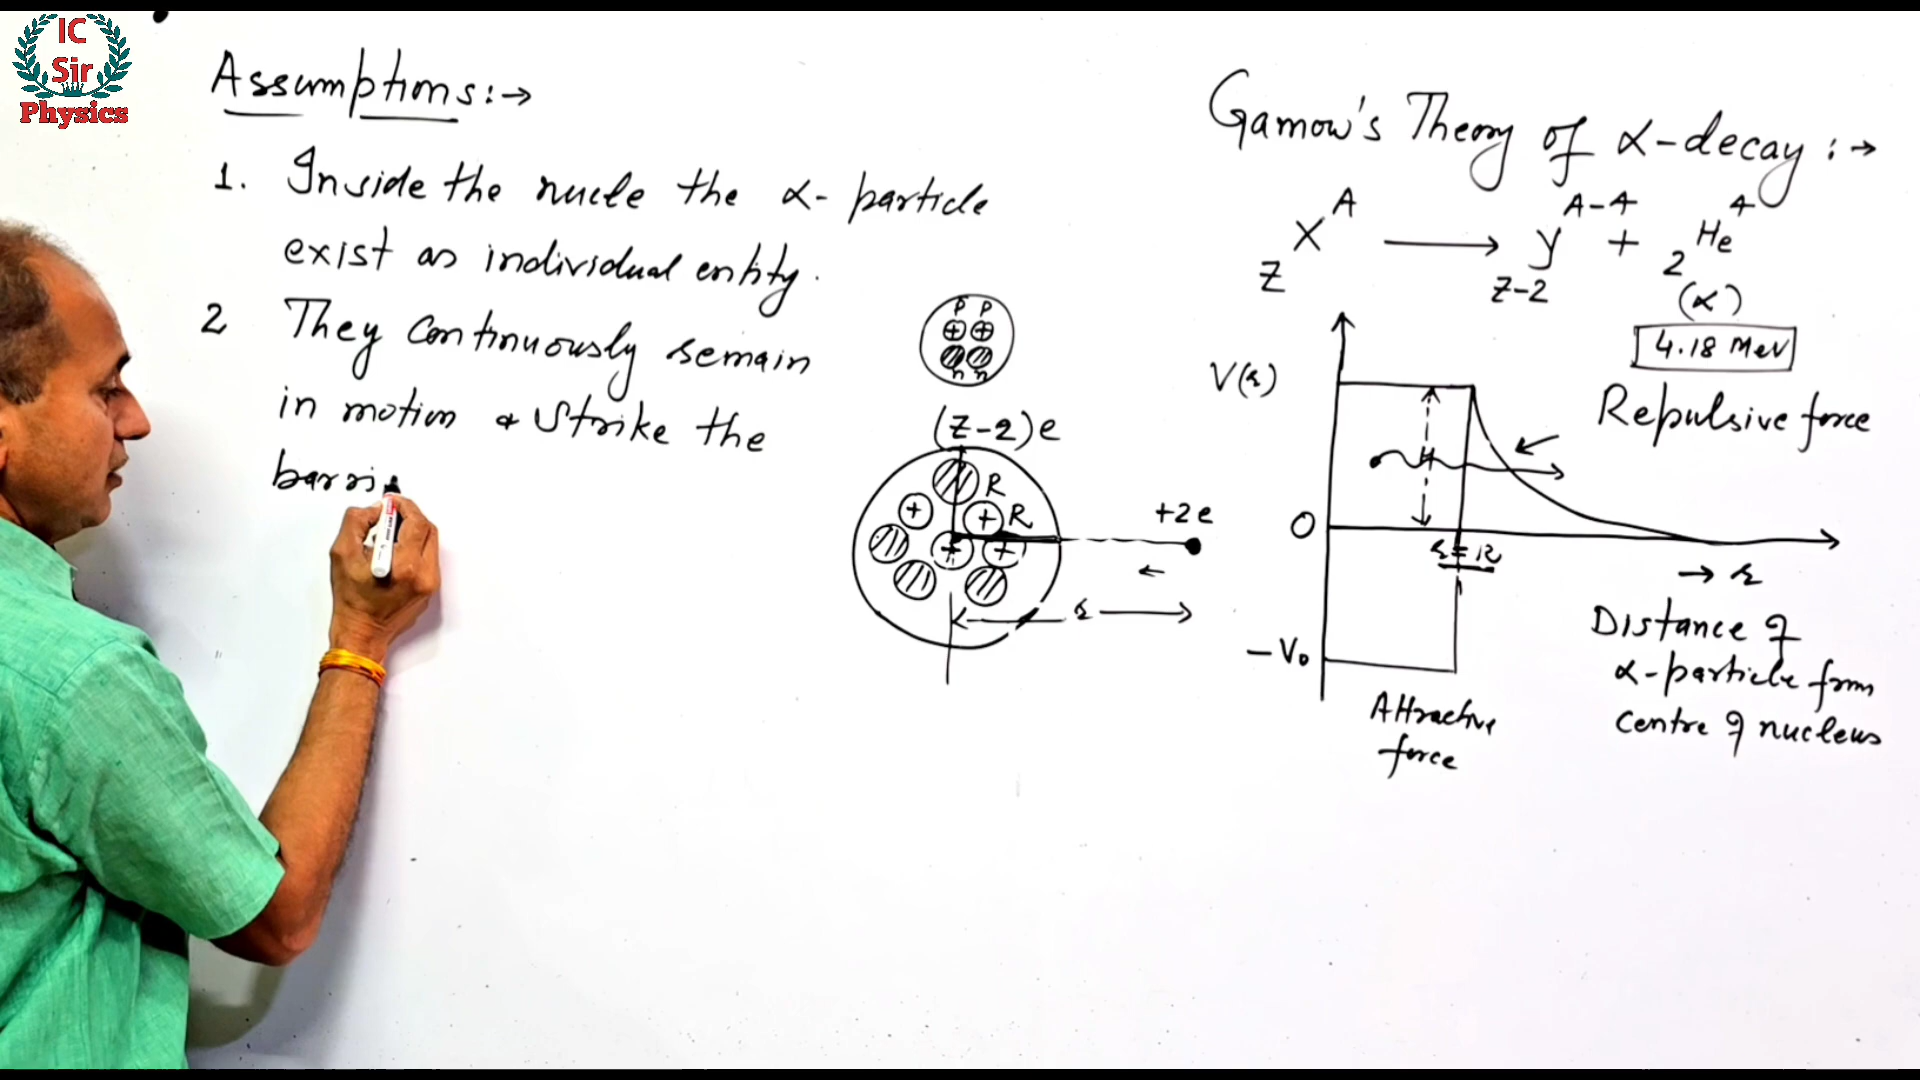 IC
Sir
Physics
Assumptions:→
1. Inside the nucle the α- particle
exist as individual entity.
2 They continuously remain
in motion & strike the
barri
P P
+ +
n n
(Z-2)e
R
+ R
+
+ +
+2e
r
Gamow's Theory of α-decay:→
Z X A → Z-2 y A-4 + 2 He 4
(α)
4.18 MeV
V(r)
Repulsive force
0
r=R
→ r
-V₀
Attractive
force
Distance of
α-particle from
centre of nucleus